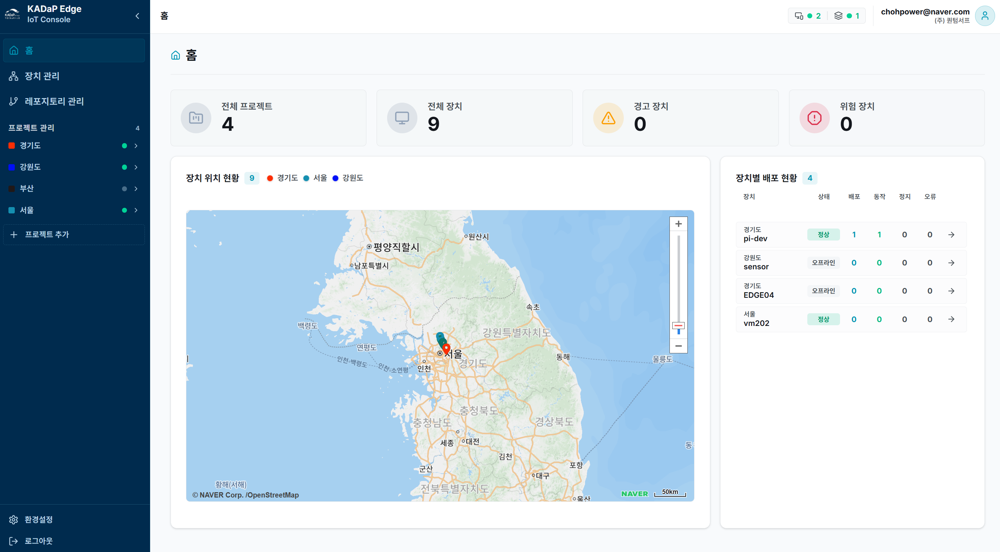 KADaP Edge
IoT Console
홈
장치 관리
레포지토리 관리
프로젝트 관리 4
경기도
강원도
부산
서울
프로젝트 추가
환경설정
로그아웃
홈
2 1
chohpower@naver.com
(주) 퀀텀서프
홈
전체 프로젝트
4
전체 장치
9
경고 장치
0
위험 장치
0
장치 위치 현황 9 경기도 서울 강원도
원산시
평양직할시
남포특별시
속초
백령도
강원특별자치도
연평도
서울
동해
울릉도
인천-백령도
인천-소연평
경기도
인천
충청북도
충청남도
경상북도
세종
대전
동
김천
포항
군산
대구
황해(서해)
전북특별자치도
울산
© NAVER Corp. /OpenStreetMap
NAVER
50km
장치별 배포 현황 4
장치 상태 배포 동작 정지 오류
경기도
pi-dev 정상 1 1 0 0
강원도
sensor 오프라인 0 0 0 0
경기도
EDGE04 오프라인 0 0 0 0
서울
vm202 정상 0 0 0 0